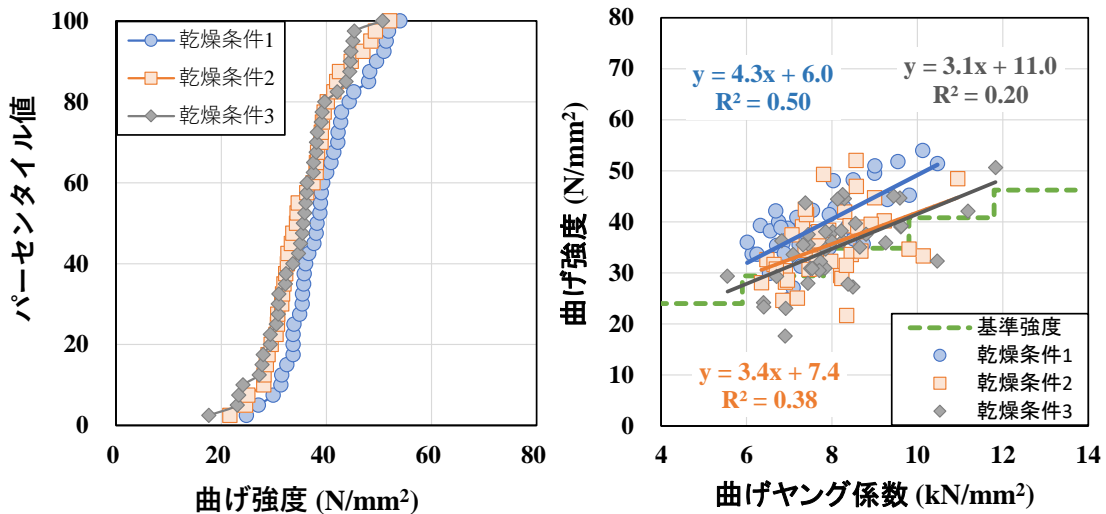 100
80
60
40
20
0
パーセンタイル値
乾燥条件1
乾燥条件2
乾燥条件3
0 20 40 60 80
曲げ強度 (N/mm²)
80
70
60
50
40
30
20
10
0
曲げ強度 (N/mm²)
y = 4.3x + 6.0
R² = 0.50
y = 3.1x + 11.0
R² = 0.20
y = 3.4x + 7.4
R² = 0.38
基準強度
乾燥条件1
乾燥条件2
乾燥条件3
4 6 8 10 12 14
曲げヤング係数 (kN/mm²)